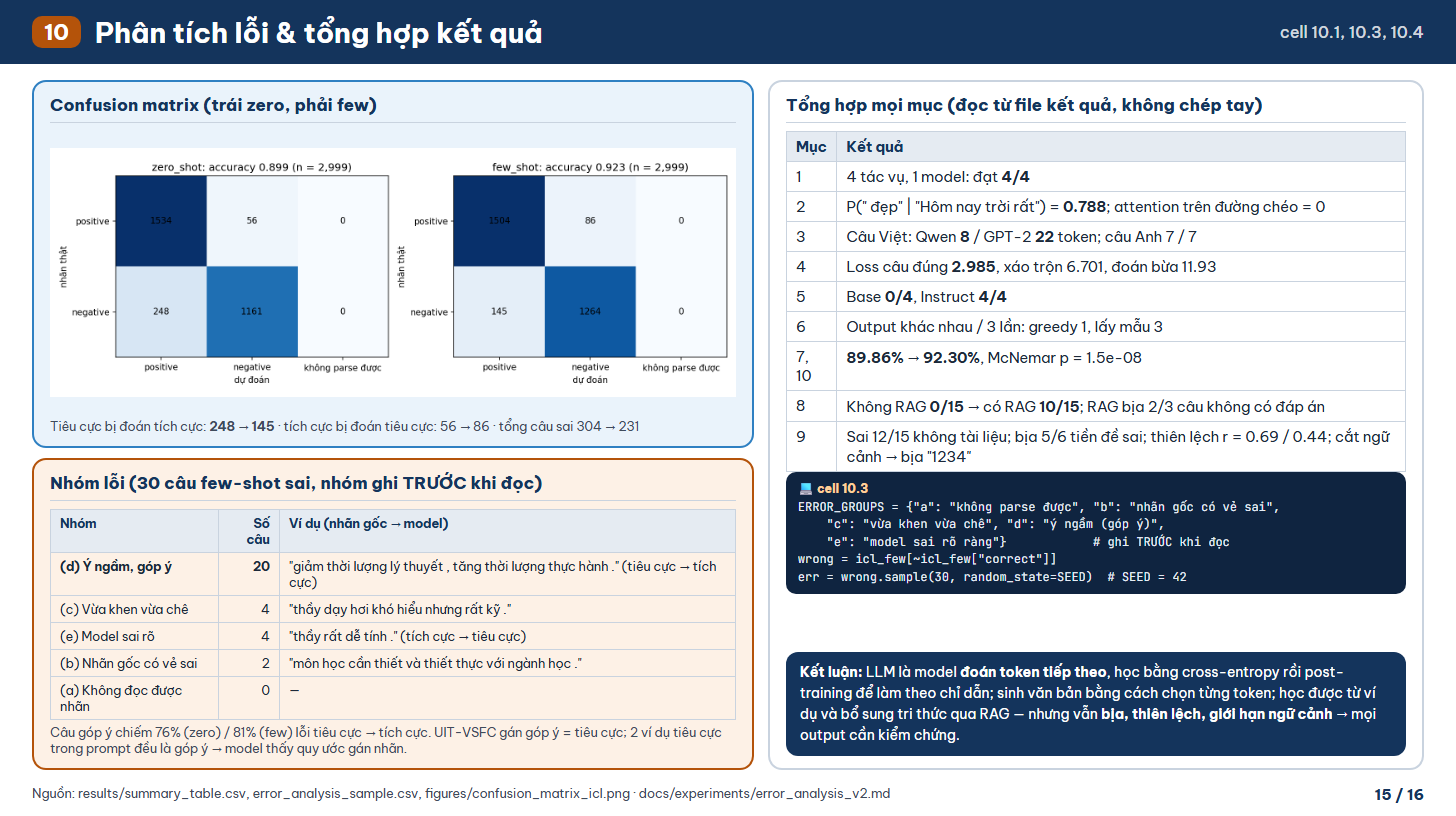 10 Phân tích lỗi & tổng hợp kết quả
cell 10.1, 10.3, 10.4
Confusion matrix (trái zero, phải few)
zero_shot: accuracy 0.899 (n = 2,999)
positive 1534 56 0
negative 248 1161 0
nhãn thật
positive negative không parse được
dự đoán
few_shot: accuracy 0.923 (n = 2,999)
positive 1504 86 0
negative 145 1264 0
nhãn thật
positive negative không parse được
dự đoán
Tiêu cực bị đoán tích cực: 248 → 145 · tích cực bị đoán tiêu cực: 56 → 86 · tổng câu sai 304 → 231
Nhóm lỗi (30 câu few-shot sai, nhóm ghi TRƯỚC khi đọc)
Nhóm Số câu Ví dụ (nhãn gốc → model)
(d) Ý ngầm, góp ý 20 "giảm thời lượng lý thuyết , tăng thời lượng thực hành ." (tiêu cực → tích
cực)
(c) Vừa khen vừa chê 4 "thầy dạy hơi khó hiểu nhưng rất kỹ ."
(e) Model sai rõ 4 "thầy rất dễ tính ." (tích cực → tiêu cực)
(b) Nhãn gốc có vẻ sai 2 "môn học cần thiết và thiết thực với ngành học ."
(a) Không đọc được 0 —
nhãn
Câu góp ý chiếm 76% (zero) / 81% (few) lỗi tiêu cực → tích cực. UIT-VSFC gán góp ý = tiêu cực; 2 ví dụ tiêu cực
trong prompt đều là góp ý → model thấy quy ước gán nhãn.
Tổng hợp mọi mục (đọc từ file kết quả, không chép tay)
Mục Kết quả
1 4 tác vụ, 1 model: đạt 4/4
2 P(" đẹp" | "Hôm nay trời rất") = 0.788; attention trên đường chéo = 0
3 Câu Việt: Qwen 8 / GPT-2 22 token; câu Anh 7 / 7
4 Loss câu đúng 2.985, xáo trộn 6.701, đoán bừa 11.93
5 Base 0/4, Instruct 4/4
6 Output khác nhau / 3 lần: greedy 1, lấy mẫu 3
7, 89.86% → 92.30%, McNemar p = 1.5e-08
10
8 Không RAG 0/15 → có RAG 10/15; RAG bịa 2/3 câu không có đáp án
9 Sai 12/15 không tài liệu; bịa 5/6 tiền đề sai; thiên lệch r = 0.69 / 0.44; cắt ngữ
cảnh → bịa "1234"
cell 10.3
ERROR_GROUPS = {"a": "không parse được", "b": "nhãn gốc có vẻ sai",
"c": "vừa khen vừa chê", "d": "ý ngầm (góp ý)",
"e": "model sai rõ ràng"} # ghi TRƯỚC khi đọc
wrong = icl_few[~icl_few["correct"]]
err = wrong.sample(30, random_state=SEED) # SEED = 42
Kết luận: LLM là model đoán token tiếp theo, học bằng cross-entropy rồi post-
training để làm theo chỉ dẫn; sinh văn bản bằng cách chọn từng token; học được từ ví
dụ và bổ sung tri thức qua RAG — nhưng vẫn bịa, thiên lệch, giới hạn ngữ cảnh → mọi
output cần kiểm chứng.
Nguồn: results/summary_table.csv, error_analysis_sample.csv, figures/confusion_matrix_icl.png · docs/experiments/error_analysis_v2.md
15 / 16